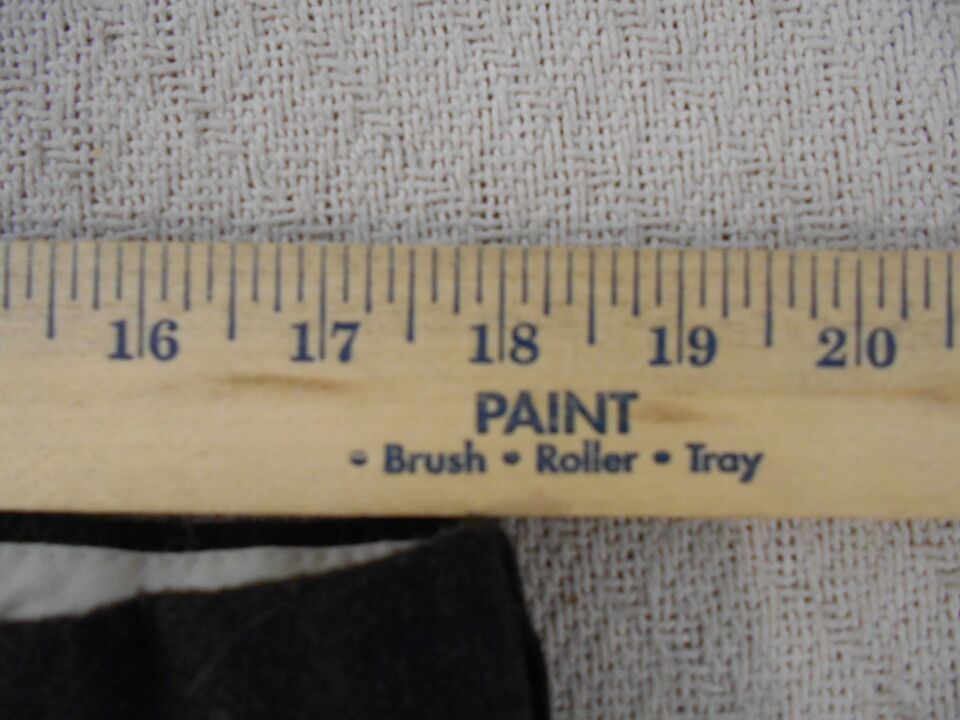 16 17 18 19 20
PAINT
• Brush • Roller • Tray